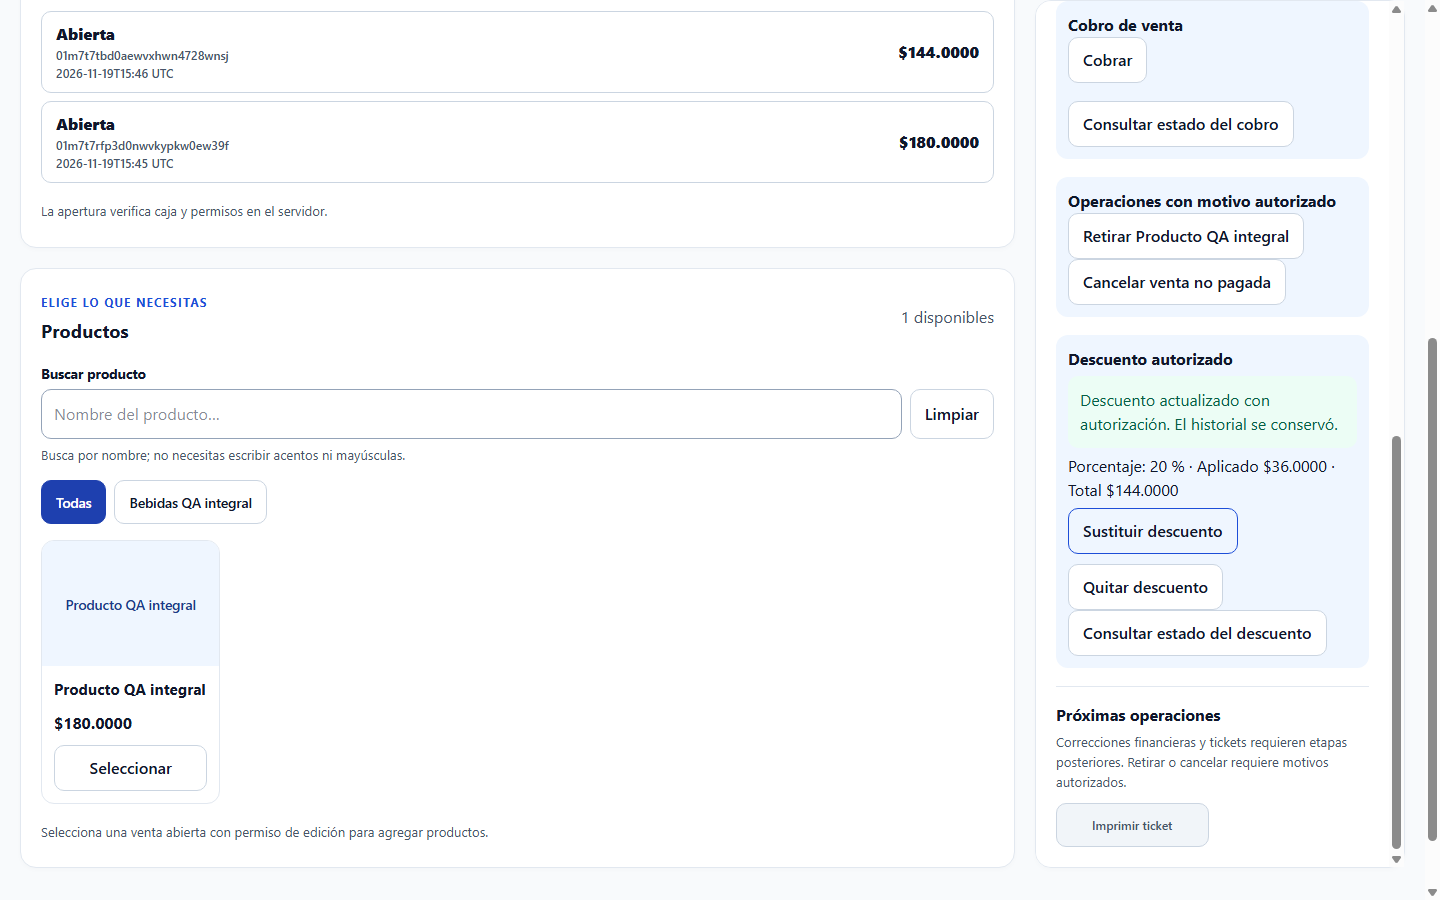 Abierta
01m7t7tbd0aewvxhwn4728wnsj
2026-11-19T15:46 UTC
$144.0000
Abierta
01m7t7rfp3d0nwvkypkw0ew39f
2026-11-19T15:45 UTC
$180.0000
La apertura verifica caja y permisos en el servidor.
ELIGE LO QUE NECESITAS
Productos
1 disponibles
Buscar producto
Nombre del producto...
Limpiar
Busca por nombre; no necesitas escribir acentos ni mayúsculas.
Todas
Bebidas QA integral
Producto QA integral
Producto QA integral
$180.0000
Seleccionar
Selecciona una venta abierta con permiso de edición para agregar productos.
Cobro de venta
Cobrar
Consultar estado del cobro
Operaciones con motivo autorizado
Retirar Producto QA integral
Cancelar venta no pagada
Descuento autorizado
Descuento actualizado con
autorización. El historial se conservó.
Porcentaje: 20 % · Aplicado $36.0000 ·
Total $144.0000
Sustituir descuento
Quitar descuento
Consultar estado del descuento
Próximas operaciones
Correcciones financieras y tickets requieren etapas
posteriores. Retirar o cancelar requiere motivos
autorizados.
Imprimir ticket